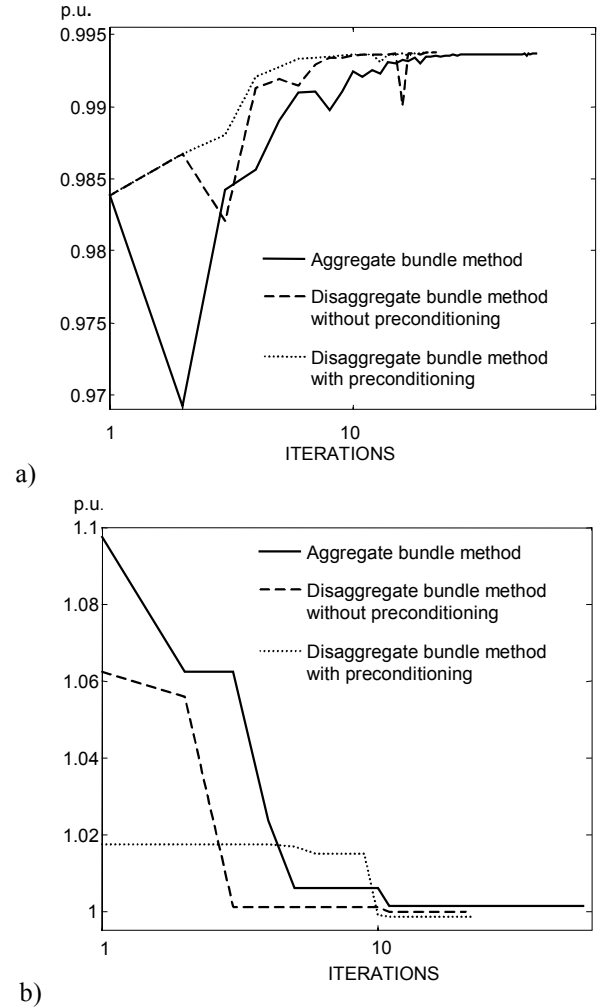 p.u.
a)
0.995
0.99
0.985
0.98
0.975
0.97
Aggregate bundle method
Disaggregate bundle method
without preconditioning
Disaggregate bundle method
with preconditioning
1
10
ITERATIONS
p.u.
1.1
1.08
1.06
1.04
1.02
1
Aggregate bundle method
Disaggregate bundle method
without preconditioning
Disaggregate bundle method
with preconditioning
1
10
ITERATIONS
b)